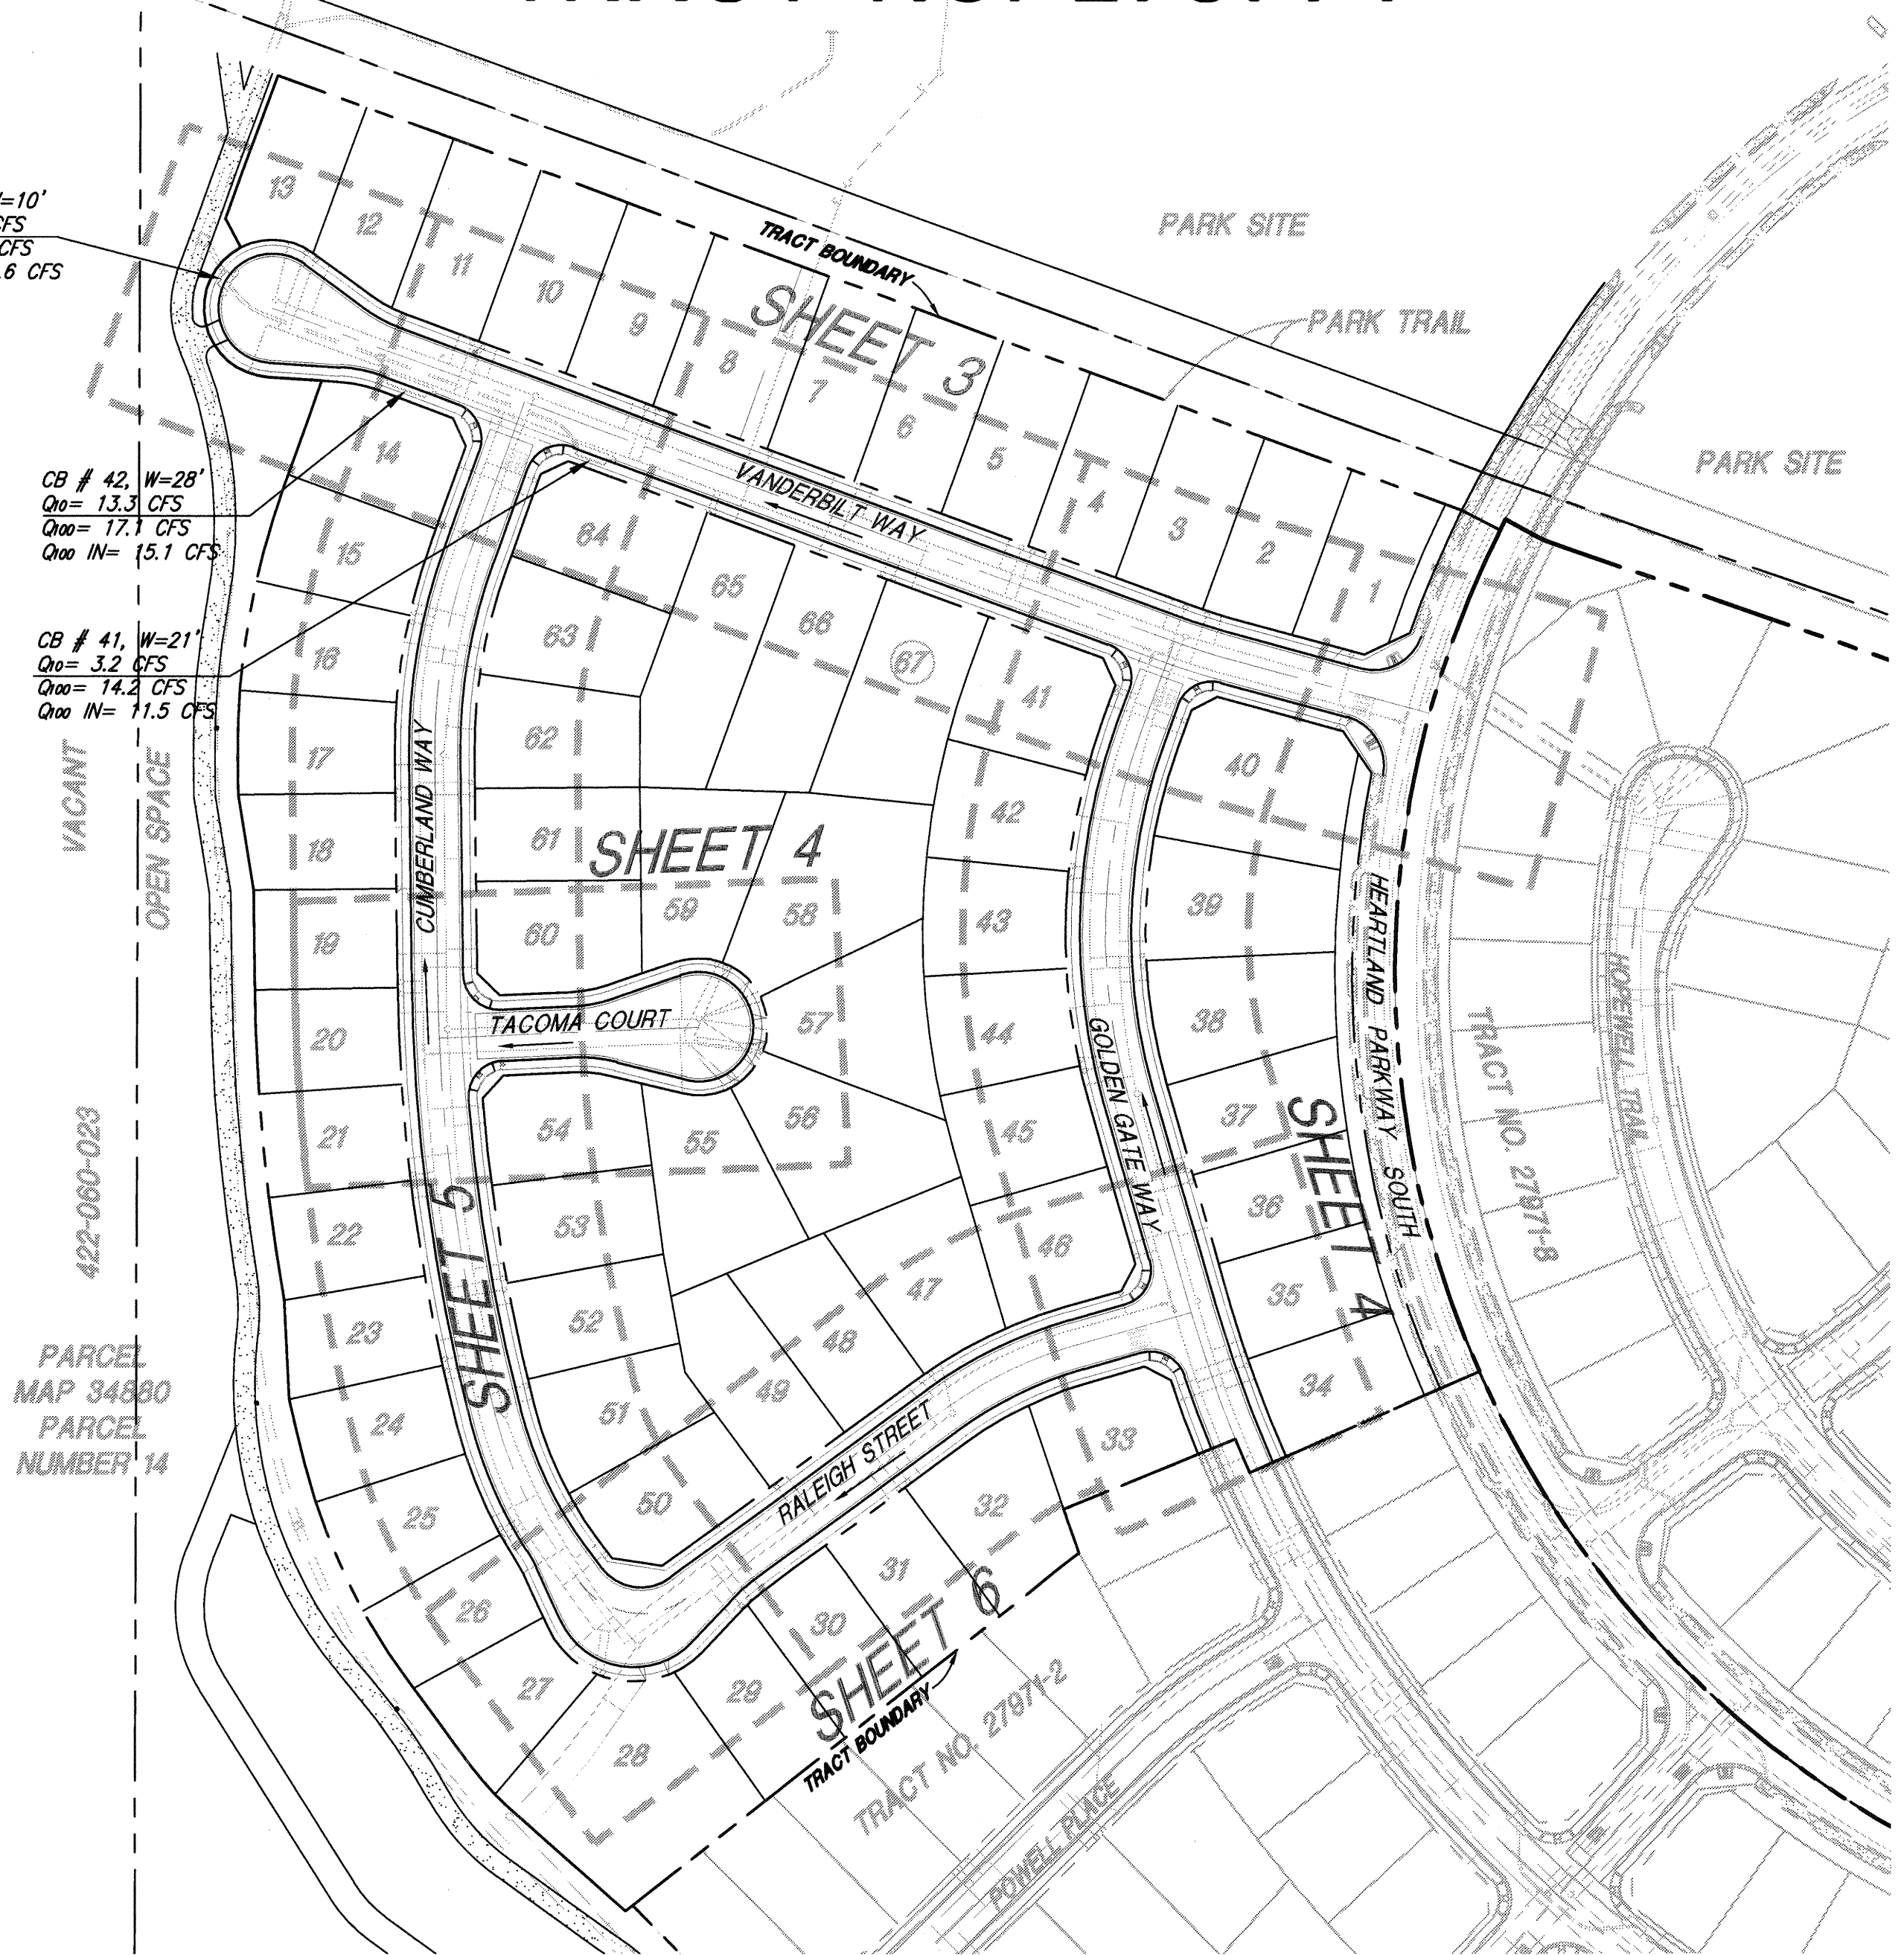 W=10'
CFS
CFS
.6 CFS
PARK SITE
TRACT BOUNDARY
SHEET 3
PARK TRAIL
PARK SITE
13
12
11
10
9
8
7
6
5
4
3
2
1
VANDERBILT WAY
CB # 42, W=28'
Q10= 13.3 CFS
Q100= 17.1 CFS
Q100 IN= 15.1 CFS
CB # 41, W=21'
Q10= 3.2 CFS
Q100= 14.2 CFS
Q100 IN= 11.5 CFS
14
15
16
17
18
19
20
21
22
23
24
25
26
27
28
29
30
31
32
33
34
35
36
37
38
39
40
41
42
43
44
45
46
47
48
49
50
51
52
53
54
55
56
57
58
59
60
61
62
63
64
65
66
67
VACANT
OPEN SPACE
CUMBERLAND WAY
SHEET 4
TACOMA COURT
GOLDEN GATE WAY
HEARTLAND PARKWAY SOUTH
SHEET 4
HOPEWELL TRAIL
TRACT NO. 27971-8
422-060-023
SHEET 5
PARCEL
MAP 34880
PARCEL
NUMBER 14
RALEIGH STREET
SHEET 6
TRACT BOUNDARY
TRACT NO. 27971-2
POWELL PLACE